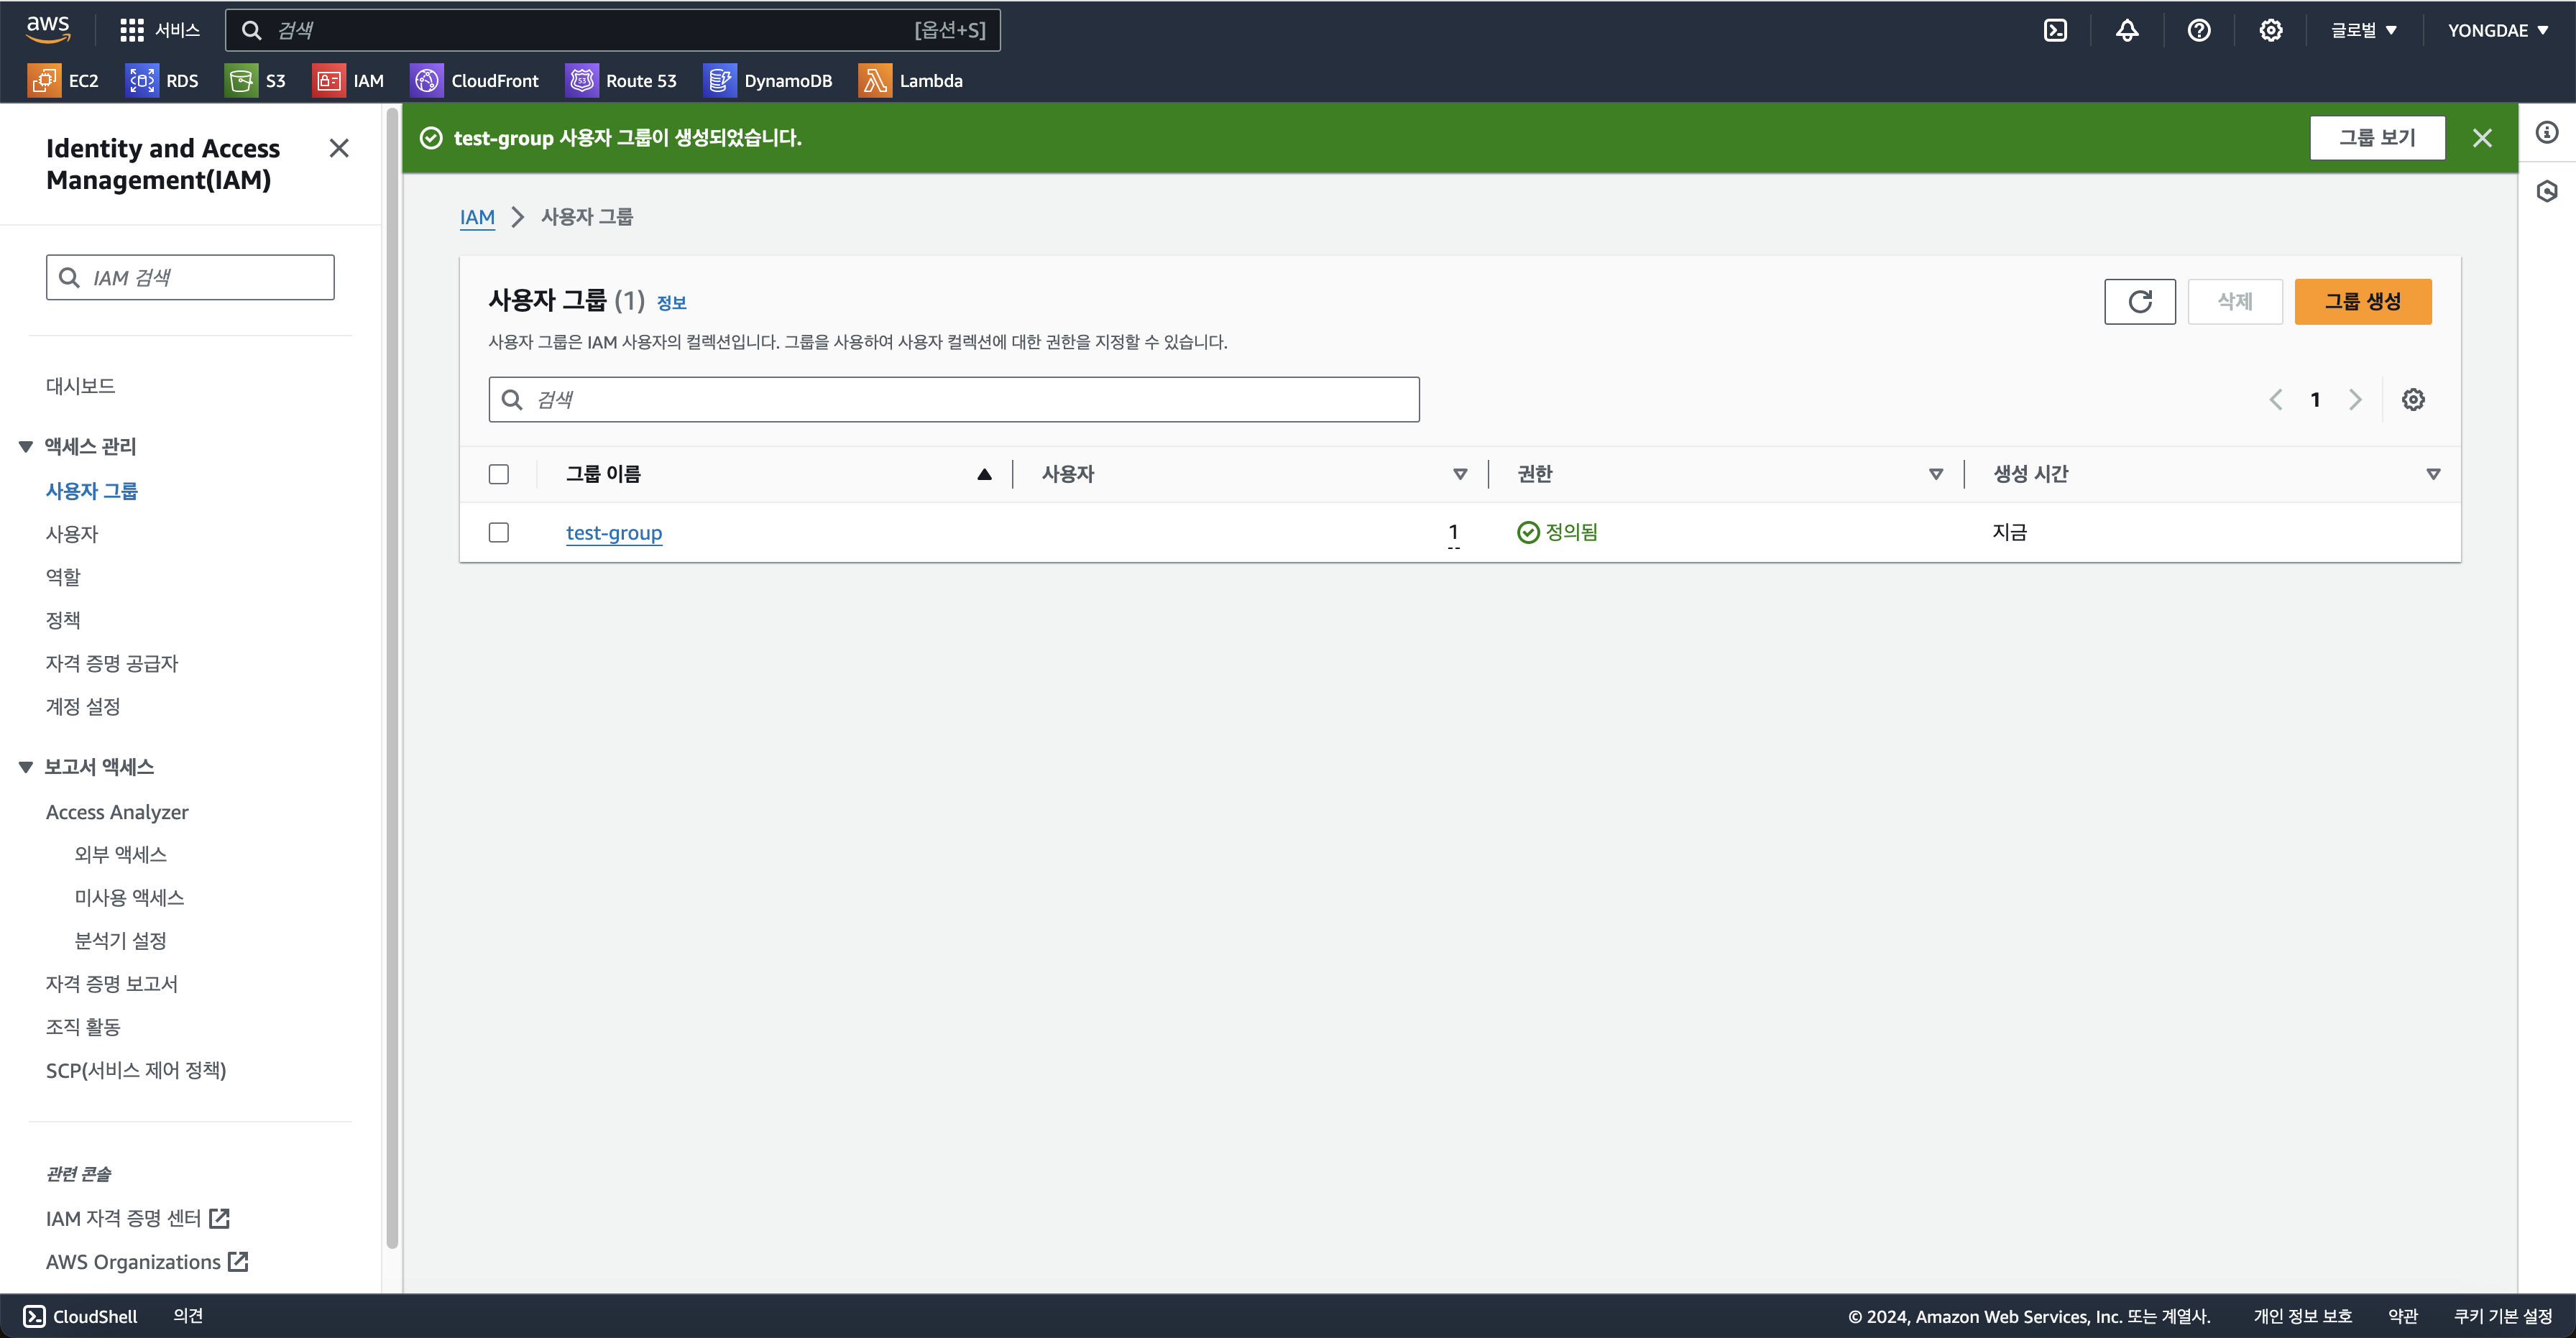 aws
서비스
검색
[옵션+S]
글로벌
YONGDAE
EC2
RDS
S3
IAM
CloudFront
Route 53
DynamoDB
Lambda
Identity and Access
Management(IAM)
IAM 검색
대시보드
액세스 관리
사용자 그룹
사용자
역할
정책
자격 증명 공급자
계정 설정
보고서 액세스
Access Analyzer
외부 액세스
미사용 액세스
분석기 설정
자격 증명 보고서
조직 활동
SCP(서비스 제어 정책)
관련 콘솔
IAM 자격 증명 센터
AWS Organizations
test-group 사용자 그룹이 생성되었습니다.
그룹 보기
IAM
사용자 그룹
사용자 그룹 (1) 정보
삭제
그룹 생성
사용자 그룹은 IAM 사용자의 컬렉션입니다. 그룹을 사용하여 사용자 컬렉션에 대한 권한을 지정할 수 있습니다.
검색
1
그룹 이름
사용자
권한
생성 시간
test-group
1
정의됨
지금
CloudShell
의견
© 2024, Amazon Web Services, Inc. 또는 계열사.
개인 정보 보호
약관
쿠키 기본 설정